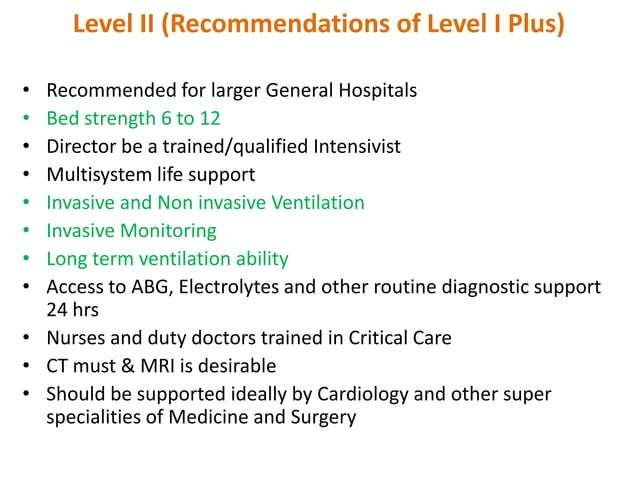 Level II (Recommendations of Level I Plus)
• Recommended for larger General Hospitals
• Bed strength 6 to 12
• Director be a trained/qualified Intensivist
• Multisystem life support
• Invasive and Non invasive Ventilation
• Invasive Monitoring
• Long term ventilation ability
• Access to ABG, Electrolytes and other routine diagnostic support
24 hrs
• Nurses and duty doctors trained in Critical Care
• CT must & MRI is desirable
• Should be supported ideally by Cardiology and other super
specialities of Medicine and Surgery